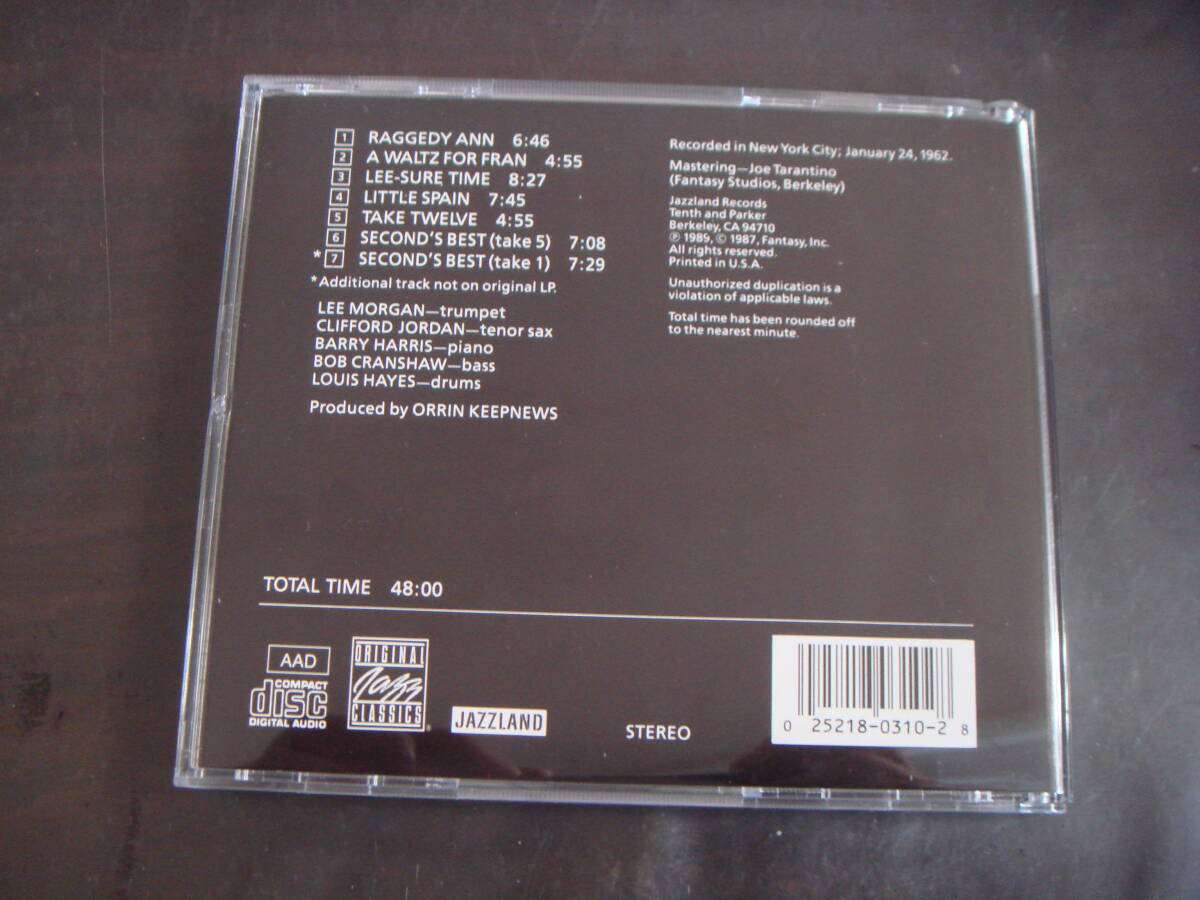 1 RAGGEDY ANN 6:46
2 A WALTZ FOR FRAN 4:55
3 LEE-SURE TIME 8:27
4 LITTLE SPAIN 7:45
5 TAKE TWELVE 4:55
6 SECOND'S BEST (take 5) 7:08
*7 SECOND'S BEST (take 1) 7:29
*Additional track not on original LP.
LEE MORGAN—trumpet
CLIFFORD JORDAN—tenor sax
BARRY HARRIS—piano
BOB CRANSHAW—bass
LOUIS HAYES—drums
Produced by ORRIN KEEPNEWS
Recorded in New York City; January 24, 1962.
Mastering—Joe Tarantino
(Fantasy Studios, Berkeley)
Jazzland Records
Tenth and Parker
Berkeley, CA 94710
℗ 1989, © 1987, Fantasy, Inc.
All rights reserved.
Printed in U.S.A.
Unauthorized duplication is a
violation of applicable laws.
Total time has been rounded off
to the nearest minute.
TOTAL TIME 48:00
AAD
COMPACT
disc
DIGITAL AUDIO
ORIGINAL
Jazz
CLASSICS®
JAZZLAND
STEREO
0 25218-0310-2 8